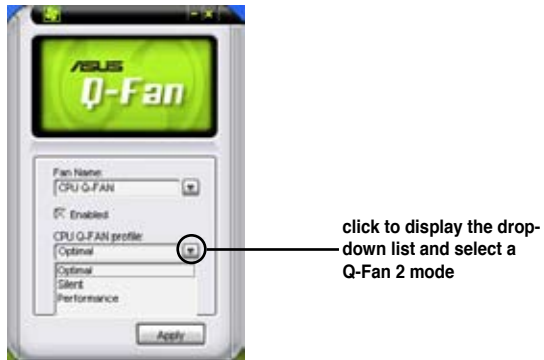 ASUS
Q-Fan
Fan Name:
CPU Q-FAN
Enabled
CPU Q-FAN profile:
Optimal
Optimal
Silent
Performance
Apply
click to display the drop-
down list and select a
Q-Fan 2 mode